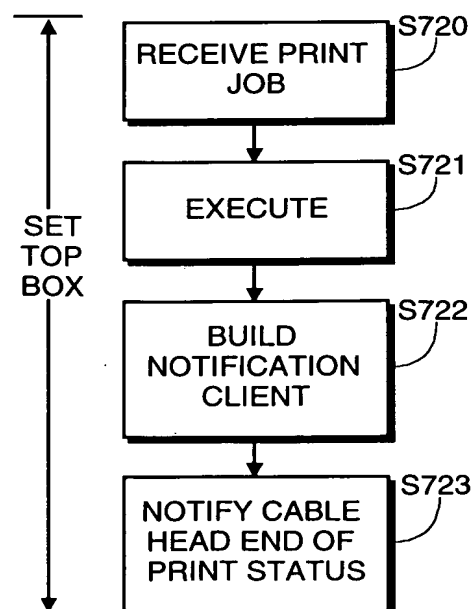 S720
RECEIVE PRINT
JOB
S721
EXECUTE
SET
TOP
BOX
S722
BUILD
NOTIFICATION
CLIENT
S723
NOTIFY CABLE
HEAD END OF
PRINT STATUS